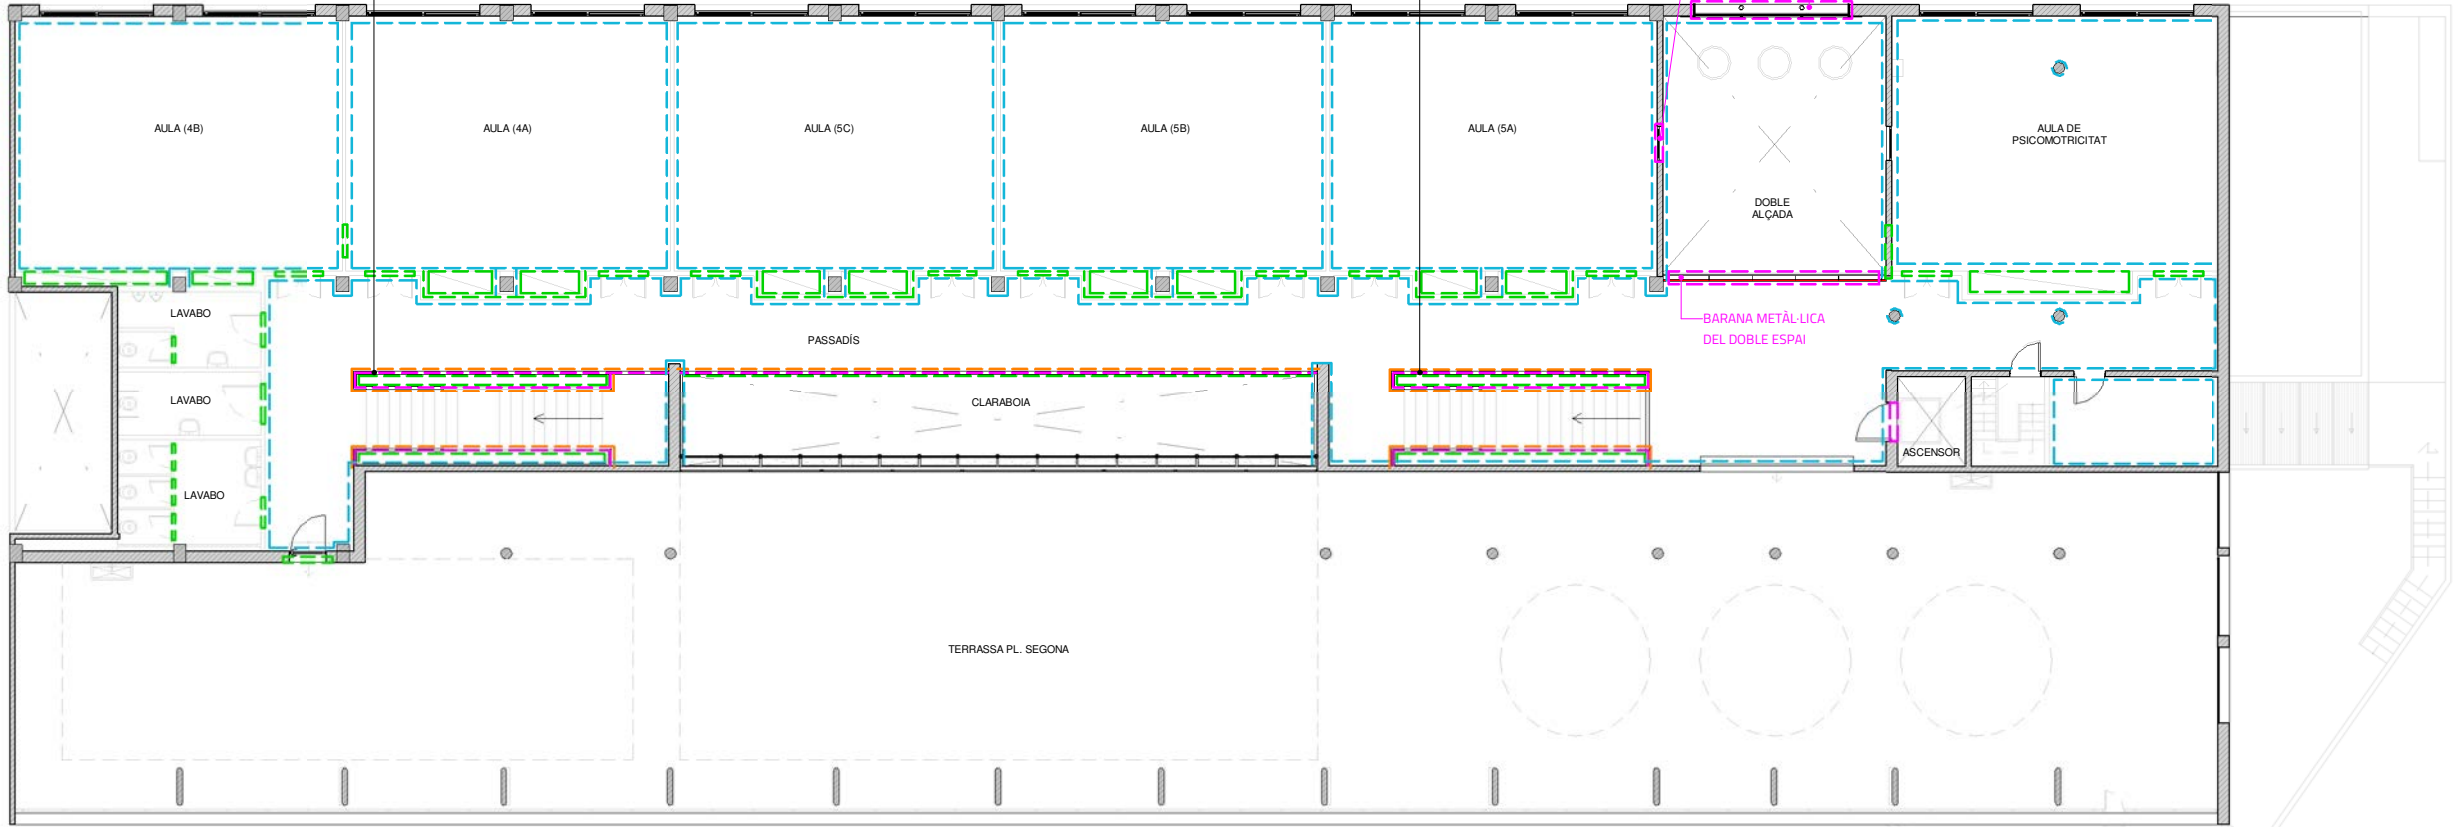 AULA (4B)
AULA (4A)
AULA (5C)
AULA (5B)
AULA (5A)
AULA DE
PSICOMOTRICITAT
DOBLE
ALÇADA
LAVABO
BARANA METÀL·LICA
DEL DOBLE ESPAI
PASSADÍS
LAVABO
CLARABOIA
ASCENSOR
LAVABO
TERRASSA PL. SEGONA